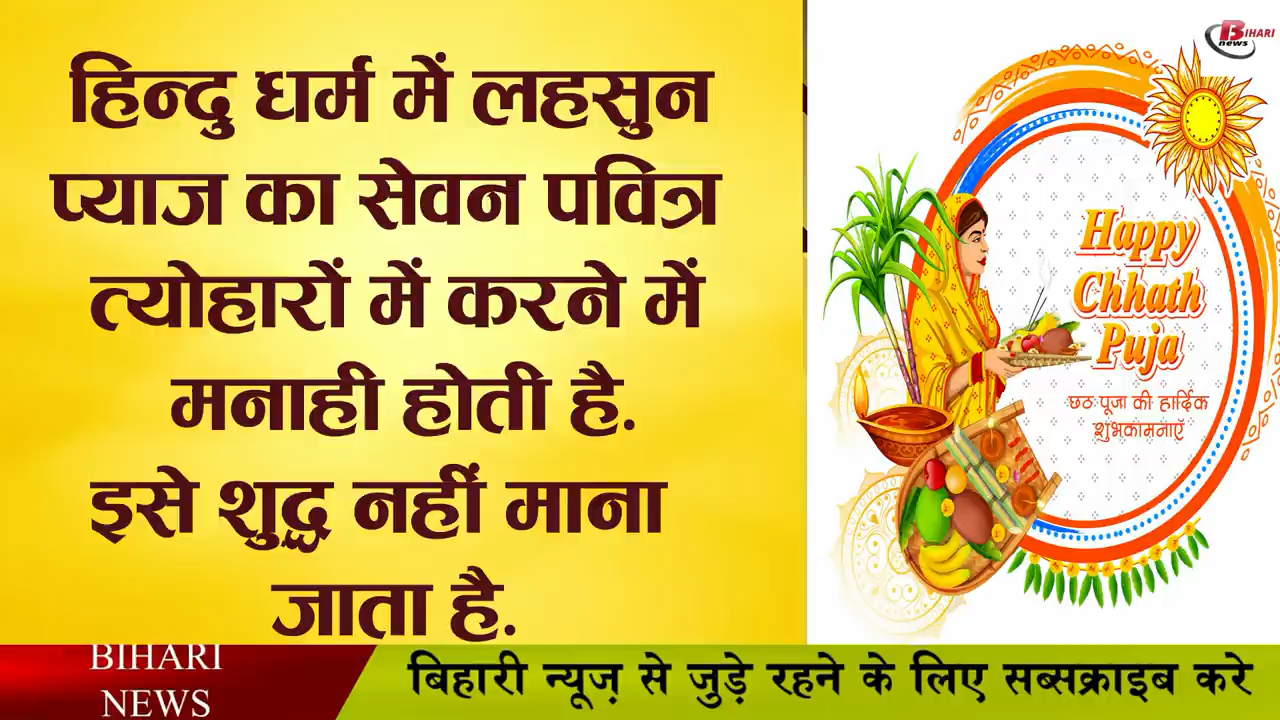 हिन्दु धर्म में लहसुन
प्याज का सेवन पवित्र
त्योहारों में करने में
मनाही होती है.
इसे शुद्ध नहीं माना
जाता है.
BIHARI
news
Happy
Chhath
Puja
छठ पूजा की हार्दिक
शुभकामनाएँ
BIHARI
NEWS
बिहारी न्यूज़ से जुड़े रहने के लिए सब्सक्राइब करे